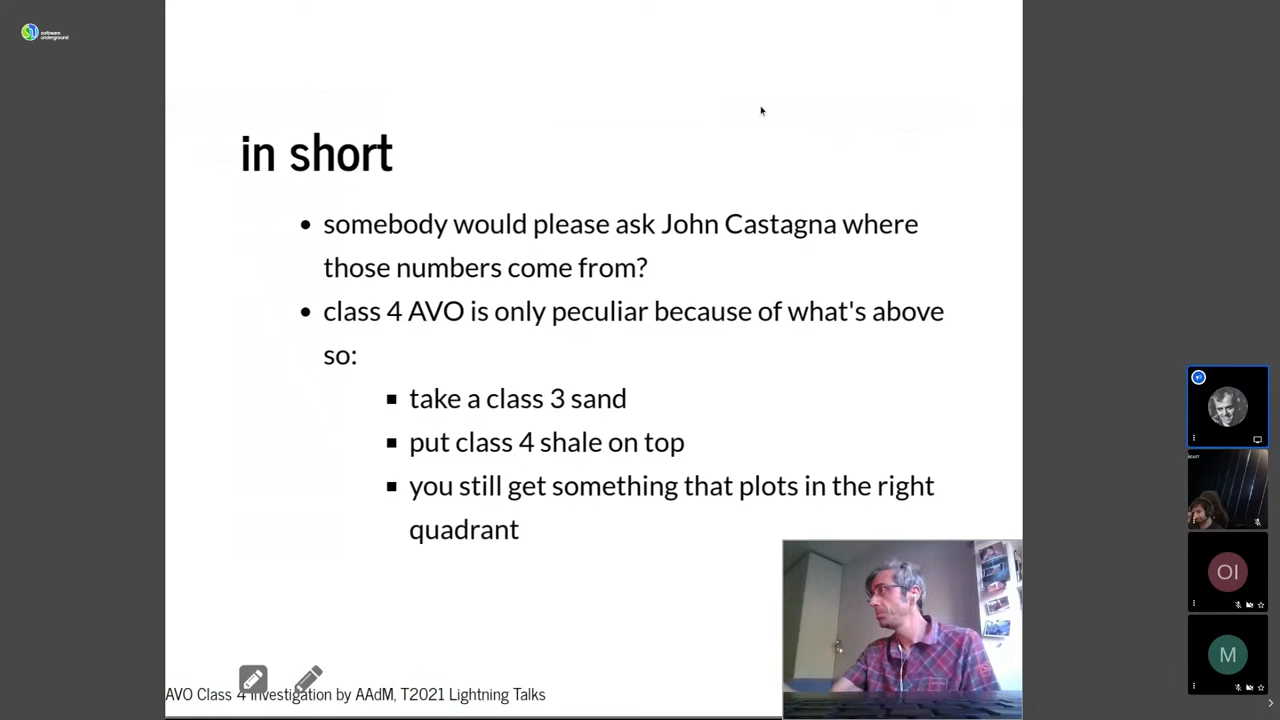 software
underground
in short
somebody would please ask John Castagna where
those numbers come from?
class 4 AVO is only peculiar because of what's above
so:
take a class 3 sand
put class 4 shale on top
you still get something that plots in the right
quadrant
AVO Class 4 Investigation by AAdM, T2021 Lightning Talks
OI
M